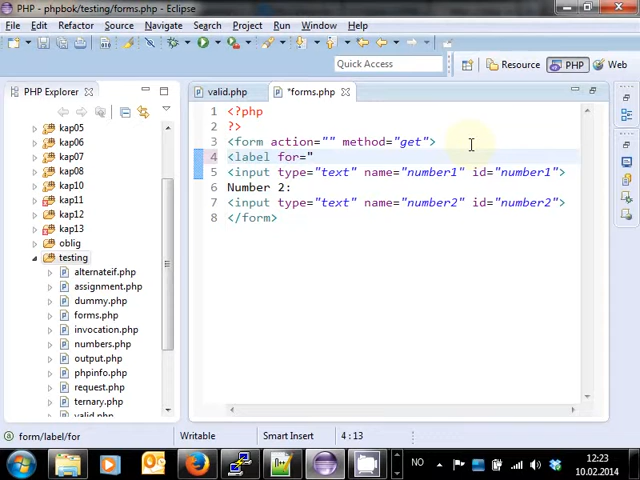 PHP - phpbok/testing/forms.php - Eclipse
File Edit Refactor Source Navigate Search Project Run Window Help
Quick Access Resource PHP Web
PHP Explorer
valid.php *forms.php
kap05
kap06
kap07
kap08
kap10
kap11
kap12
kap13
oblig
testing
alternateif.php
assignment.php
dummy.php
forms.php
invocation.php
numbers.php
output.php
phpinfo.php
request.php
ternary.php
valid.php
1 <?php
2 ?>
3 <form action="" method="get">
4 <label for="
5 <input type="text" name="number1" id="number1">
6 Number 2:
7 <input type="text" name="number2" id="number2">
8 </form>
form/label/for Writable Smart Insert 4 : 13
NO 12:23
10.02.2014